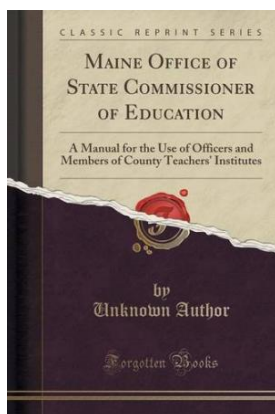 CLASSIC REPRINT SERIES
MAINE OFFICE OF
STATE COMMISSIONER
OF EDUCATION
A Manual for the Use of Officers and
Members of County Teachers' Institutes
by
Unknown Author
Forgotten Books